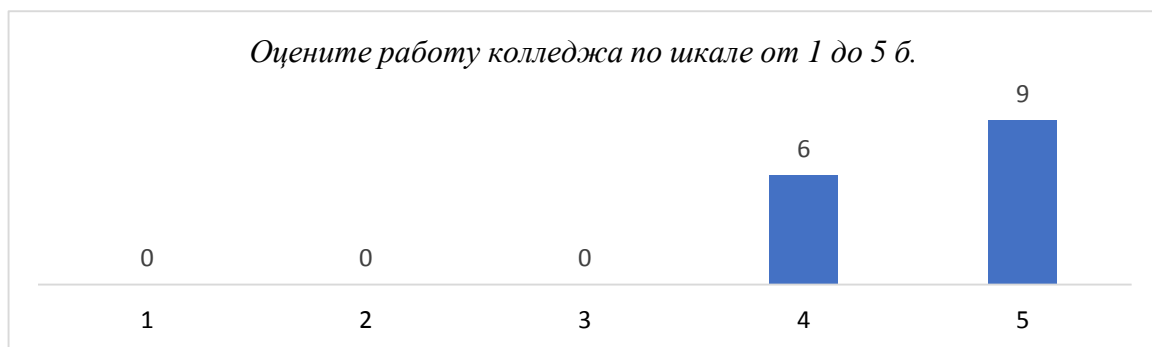 Оцените работу колледжа по шкале от 1 до 5 б.
9
6
0 0 0
1 2 3 4 5